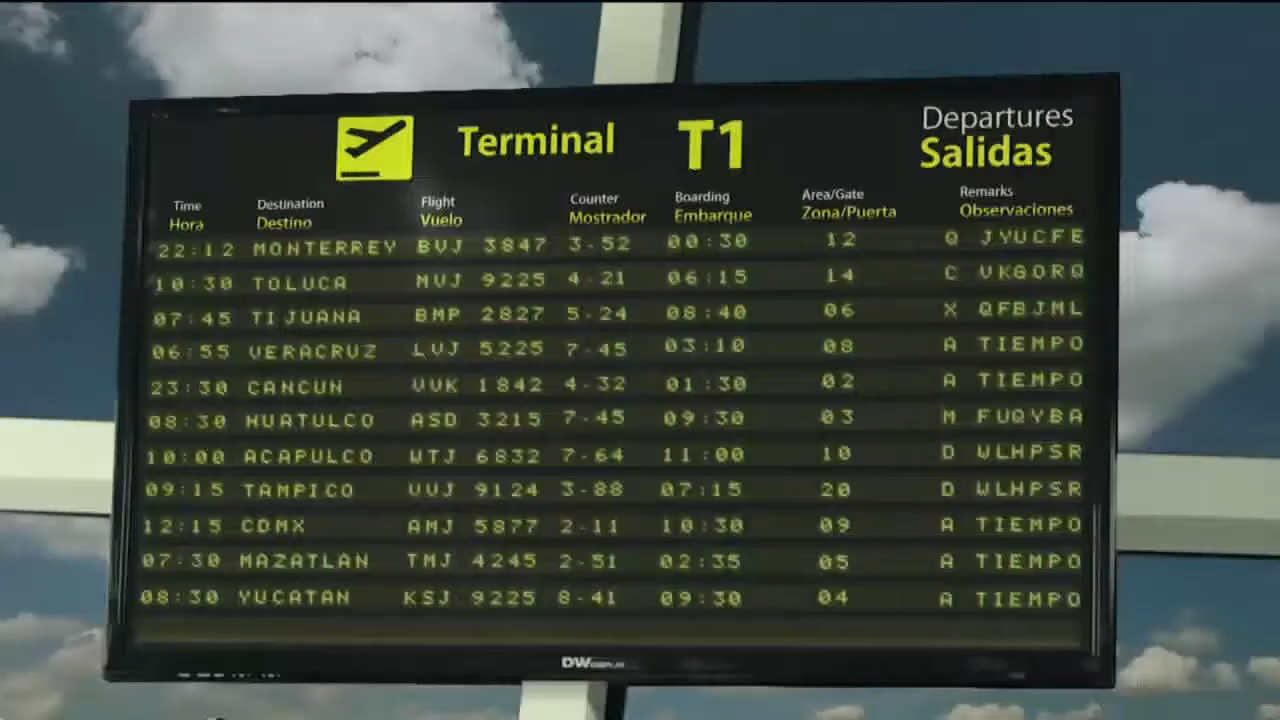 Terminal T1
Departures
Salidas
Time Destination Flight Counter Boarding Area/Gate Remarks
Hora Destino Vuelo Mostrador Embarque Zona/Puerta Observaciones
22:12 MONTERREY BVJ 3847 3-52 00:30 12 Q JYUCFE
10:30 TOLUCA MVJ 9225 4-21 06:15 14 C VKGORQ
07:45 TIJUANA BMP 2827 5-24 08:40 06 X QFBJML
06:55 VERACRUZ LVJ 5225 7-45 03:10 08 A TIEMPO
23:30 CANCUN VVK 1842 4-32 01:30 02 A TIEMPO
08:30 HUATULCO ASD 3215 7-45 09:30 03 M FUQYBA
10:00 ACAPULCO WTJ 6832 7-64 11:00 10 D WLHPSR
09:15 TAMPICO VVJ 9124 3-88 07:15 20 D WLHPSR
12:15 CDMX AMJ 5877 2-11 10:30 09 A TIEMPO
07:30 MAZATLAN TMJ 4245 2-51 02:35 05 A TIEMPO
08:30 YUCATAN KSJ 9225 8-41 09:30 04 A TIEMPO
DW